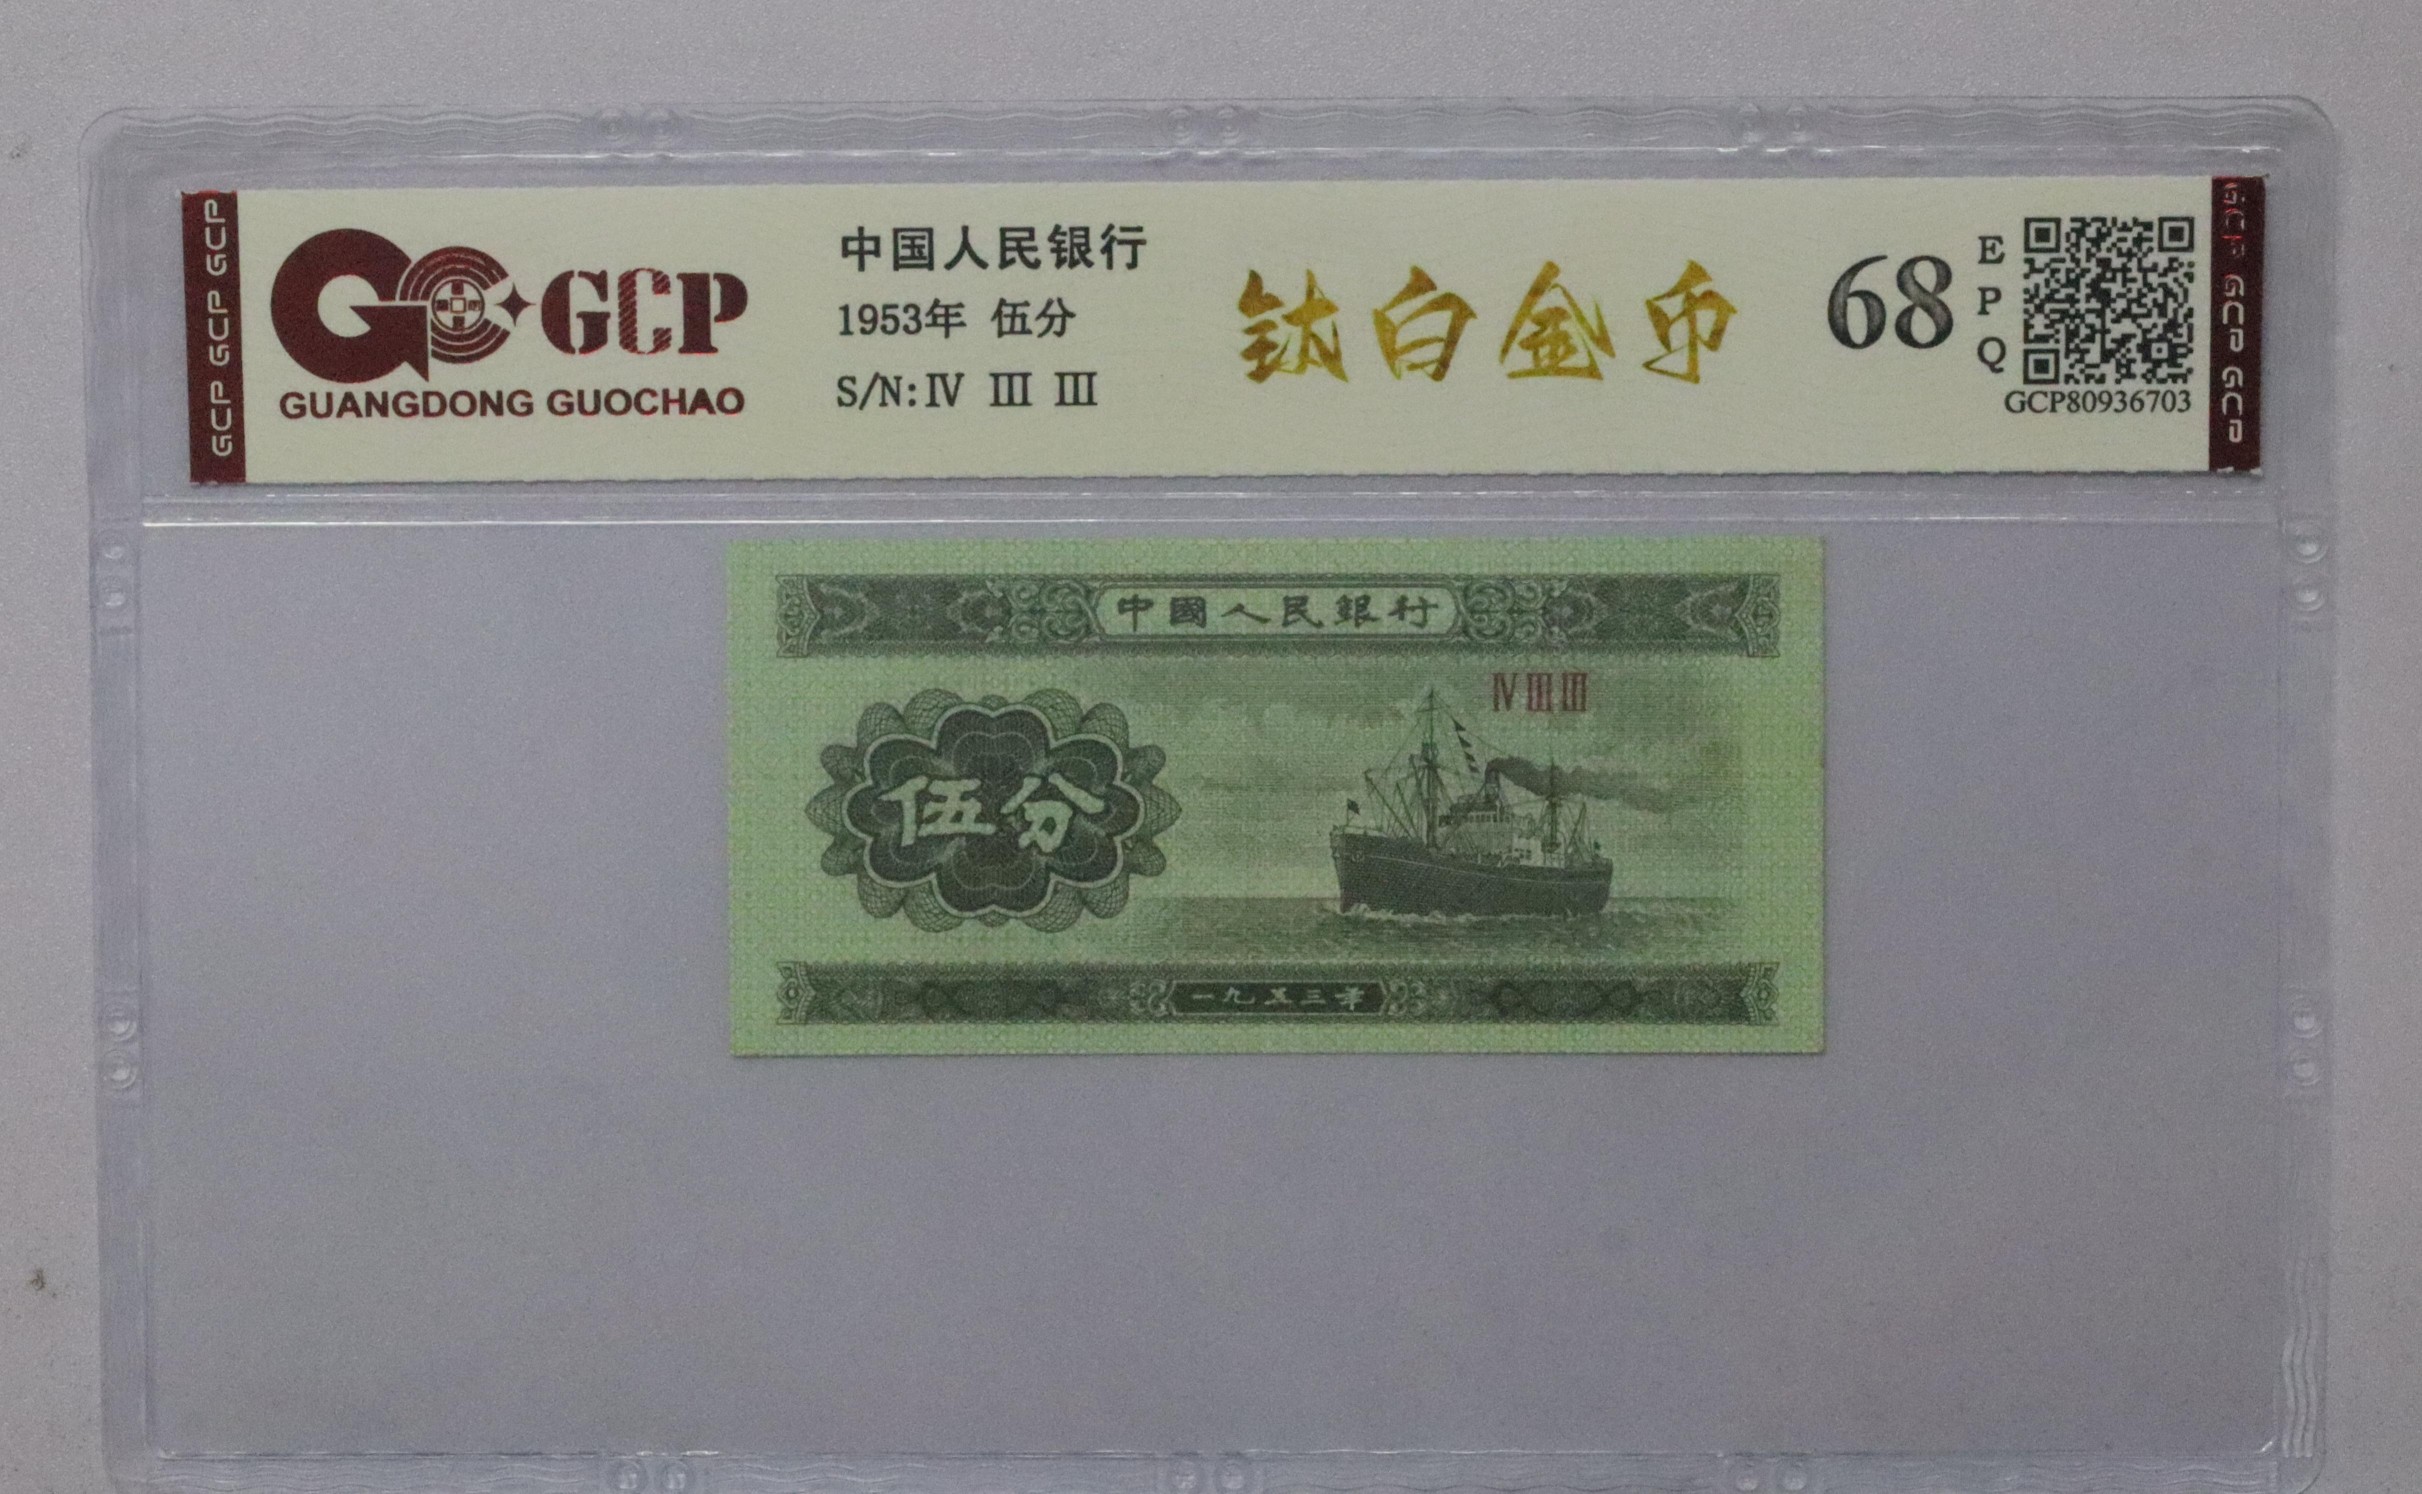 GCP GCP GCP
GCP
GUANGDONG GUOCHAO
中国人民银行
1953年 伍分
S/N:Ⅳ Ⅲ Ⅲ
钛白金币
68
E
P
Q
GCP80936703
GCP GCP GCP
中國人民銀行
Ⅳ Ⅲ Ⅲ
伍分
一九五三年